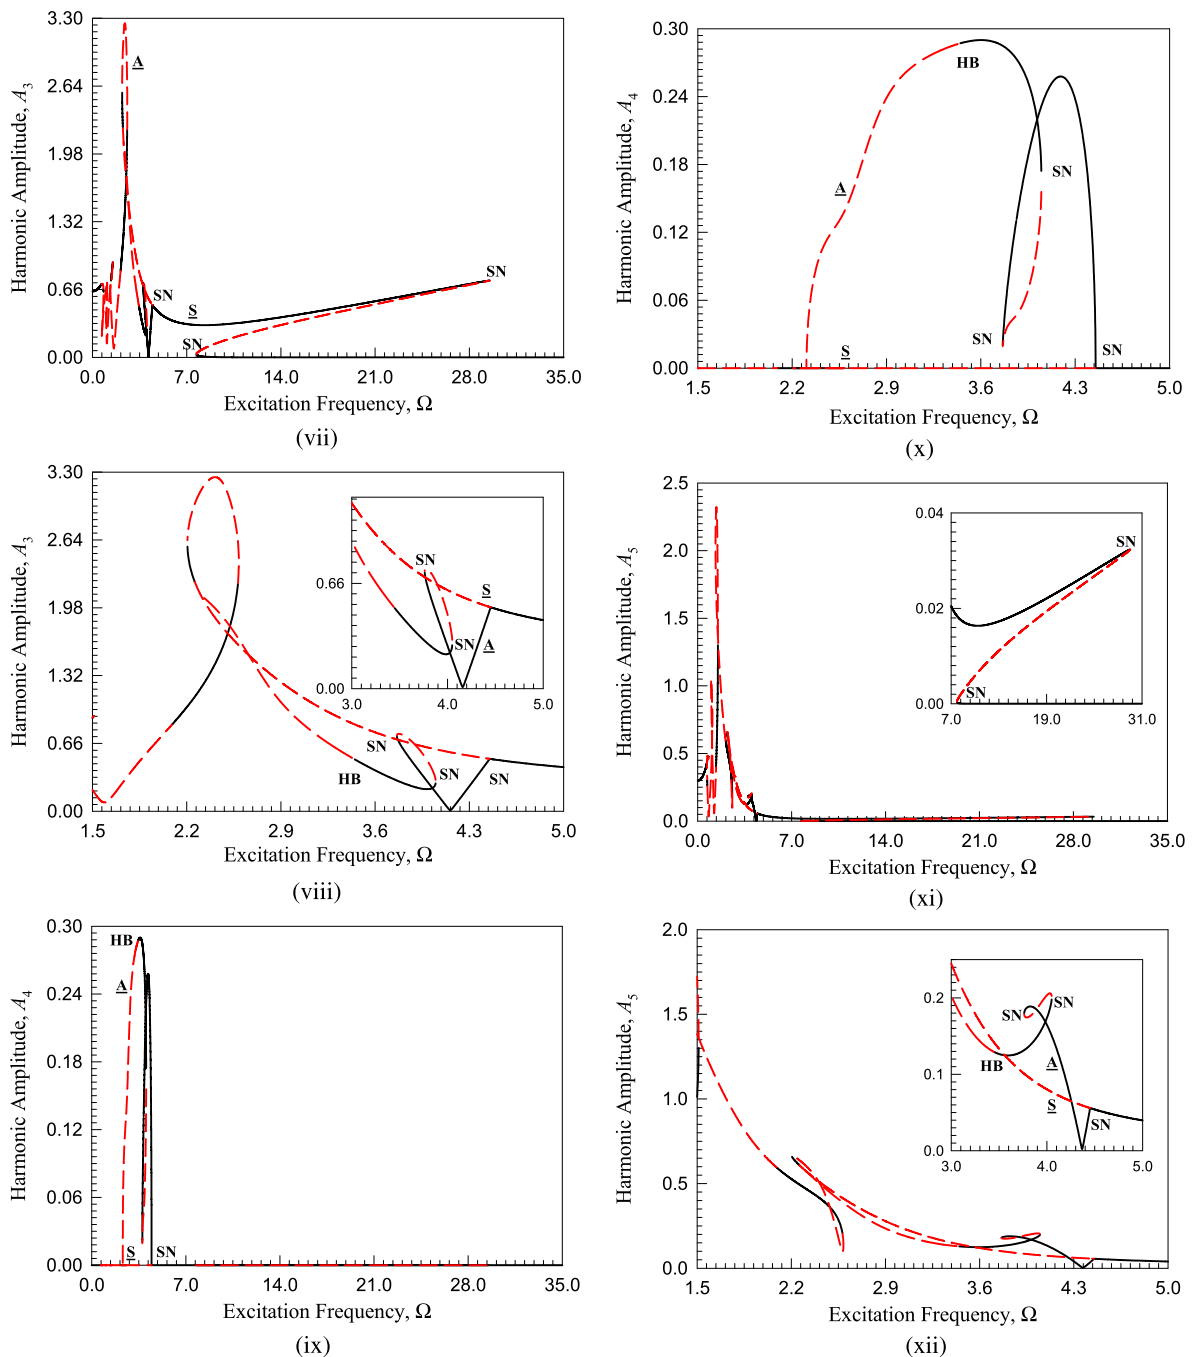 3.30
2.64
1.98
1.32
0.66
0.00
Harmonic Amplitude, A3
A
SN
S
SN
SN
0.0 7.0 14.0 21.0 28.0 35.0
Excitation Frequency, Ω
(vii)
3.30
2.64
1.98
1.32
0.66
0.00
Harmonic Amplitude, A3
0.66
0.00
SN
S
SN
A
3.0 4.0 5.0
SN
SN
HB
SN
1.5 2.2 2.9 3.6 4.3 5.0
Excitation Frequency, Ω
(viii)
0.30
0.24
0.18
0.12
0.06
0.00
Harmonic Amplitude, A4
HB
A
S
SN
0.0 7.0 14.0 21.0 28.0 35.0
Excitation Frequency, Ω
(ix)
0.30
0.24
0.18
0.12
0.06
0.00
Harmonic Amplitude, A4
HB
SN
A
SN
S
SN
1.5 2.2 2.9 3.6 4.3 5.0
Excitation Frequency, Ω
(x)
2.5
2.0
1.5
1.0
0.5
0.0
Harmonic Amplitude, A5
0.04
0.02
0.00
SN
SN
7.0 19.0 31.0
0.0 7.0 14.0 21.0 28.0 35.0
Excitation Frequency, Ω
(xi)
2.0
1.5
1.0
0.5
0.0
Harmonic Amplitude, A5
0.2
0.1
0.0
SN
SN
HB
A
S
SN
3.0 4.0 5.0
1.5 2.2 2.9 3.6 4.3 5.0
Excitation Frequency, Ω
(xii)